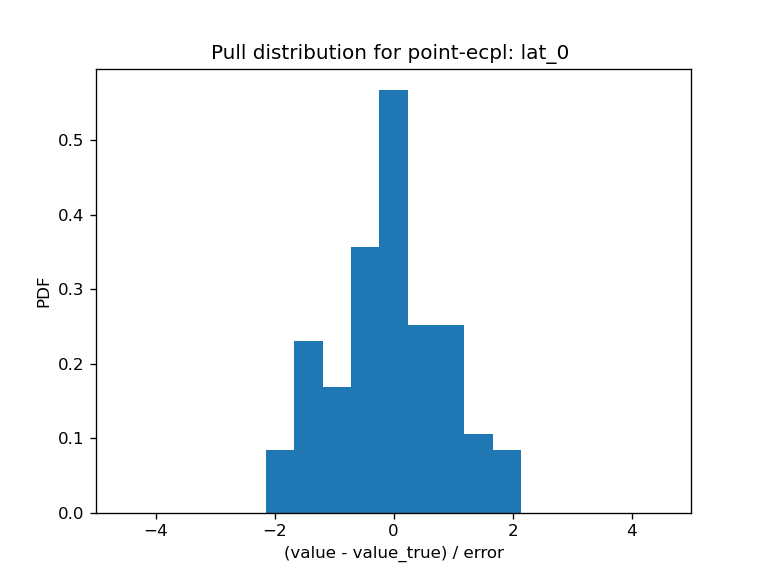 Pull distribution for point-ecpl: lat_0
PDF
0.5
0.4
0.3
0.2
0.1
0.0
−4 −2 0 2 4
(value - value_true) / error